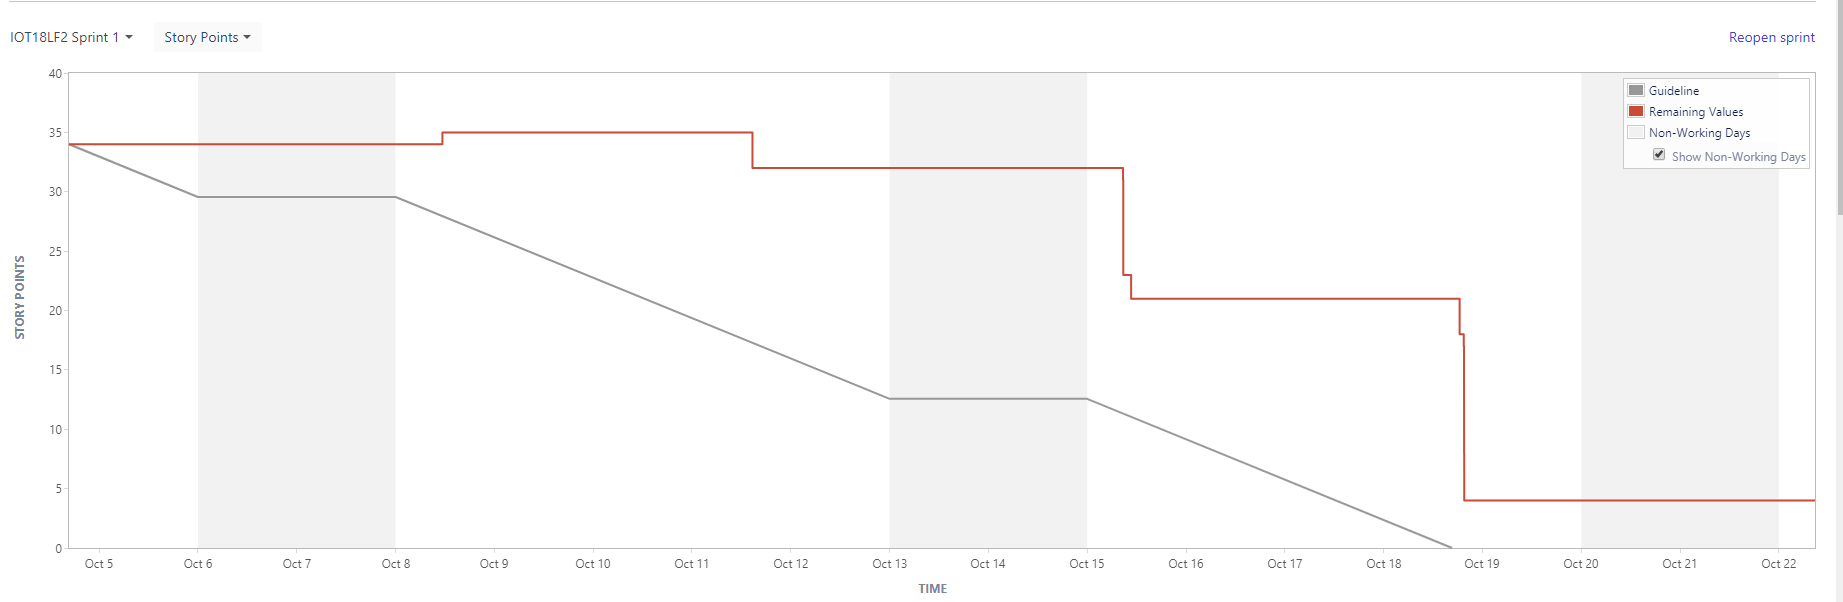 IOT18LF2 Sprint 1 Story Points Reopen sprint
40
35
30
25
20
15
10
5
0
STORY POINTS
Guideline
Remaining Values
Non-Working Days
Show Non-Working Days
Oct 5 Oct 6 Oct 7 Oct 8 Oct 9 Oct 10 Oct 11 Oct 12 Oct 13 Oct 14 Oct 15 Oct 16 Oct 17 Oct 18 Oct 19 Oct 20 Oct 21 Oct 22
TIME